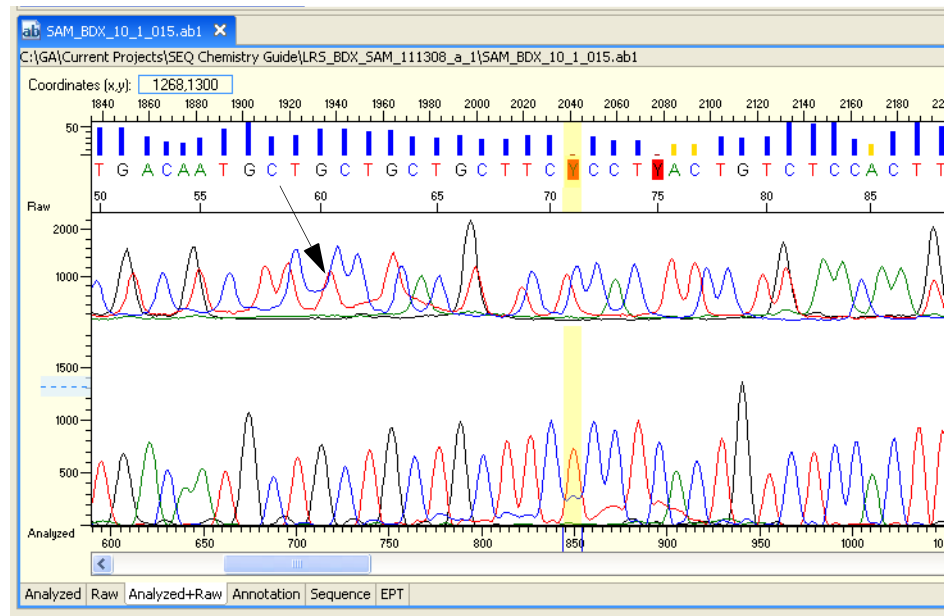 ab SAM_BDX_10_1_015.ab1
C:\GA\Current Projects\SEQ Chemistry Guide\LRS_BDX_SAM_111308_a_1\SAM_BDX_10_1_015.ab1
Coordinates (x,y): 1268,1300
1840 1860 1880 1900 1920 1940 1960 1980 2000 2020 2040 2060 2080 2100 2120 2140 2160 2180
50
T G A C A A T G C T G C T G C T G C T T C Y C C T Y A C T G T C T C C A C T T
50 55 60 65 70 75 80 85
Raw
2000
1000
1500
1000
500
Analyzed
600 650 700 750 800 850 900 950 1000
Analyzed Raw Analyzed+Raw Annotation Sequence EPT